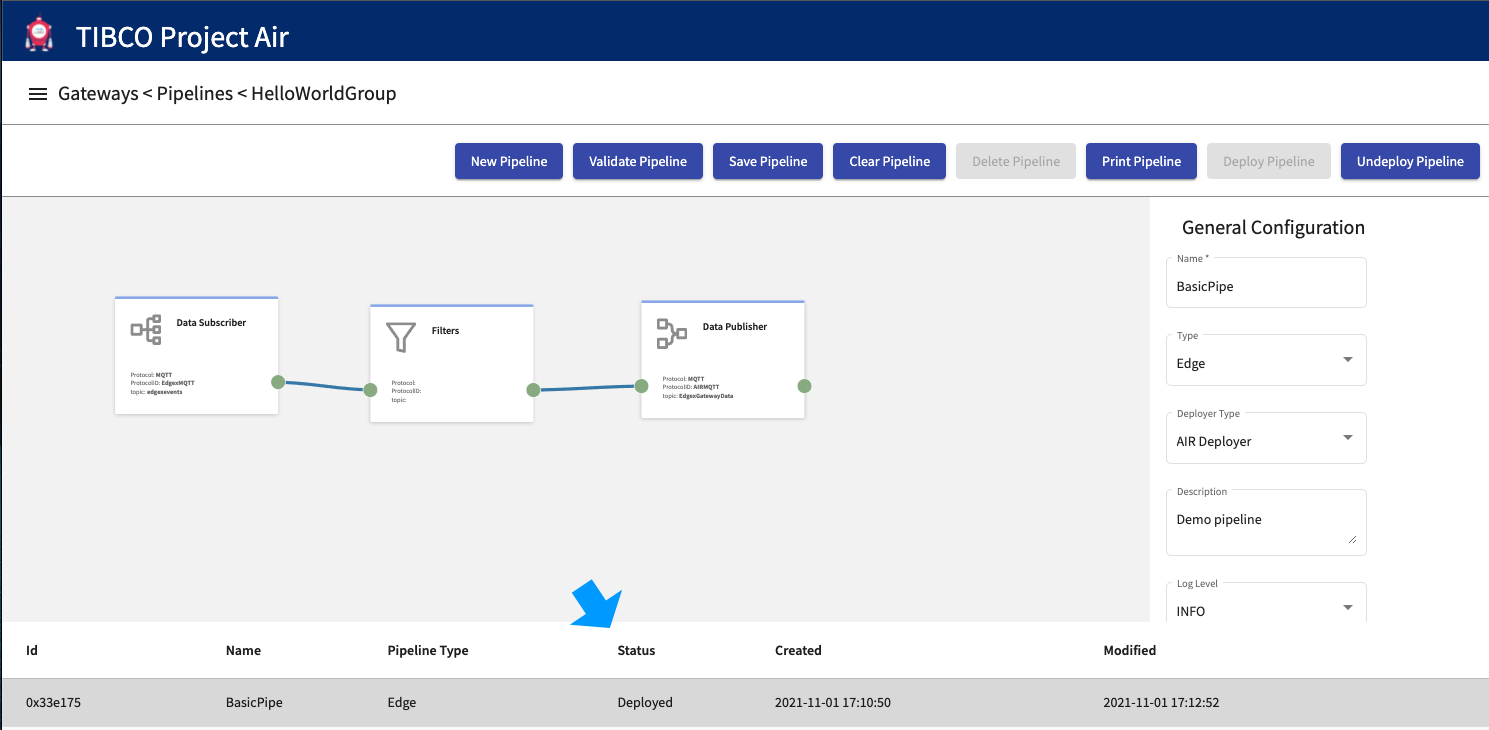 TIBCO Project Air
Gateways < Pipelines < HelloWorldGroup
New Pipeline Validate Pipeline Save Pipeline Clear Pipeline Delete Pipeline Print Pipeline Deploy Pipeline Undeploy Pipeline
Data Subscriber
Protocol: MQTT
ProtocolID: EdgexMQTT
topic: edgexevents
Filters
Protocol:
ProtocolID:
topic:
Data Publisher
Protocol: MQTT
ProtocolID: AIRMQTT
topic: EdgexGatewayData
General Configuration
Name *
BasicPipe
Type
Edge
Deployer Type
AIR Deployer
Description
Demo pipeline
Log Level
INFO
Id Name Pipeline Type Status Created Modified
0x33e175 BasicPipe Edge Deployed 2021-11-01 17:10:50 2021-11-01 17:12:52